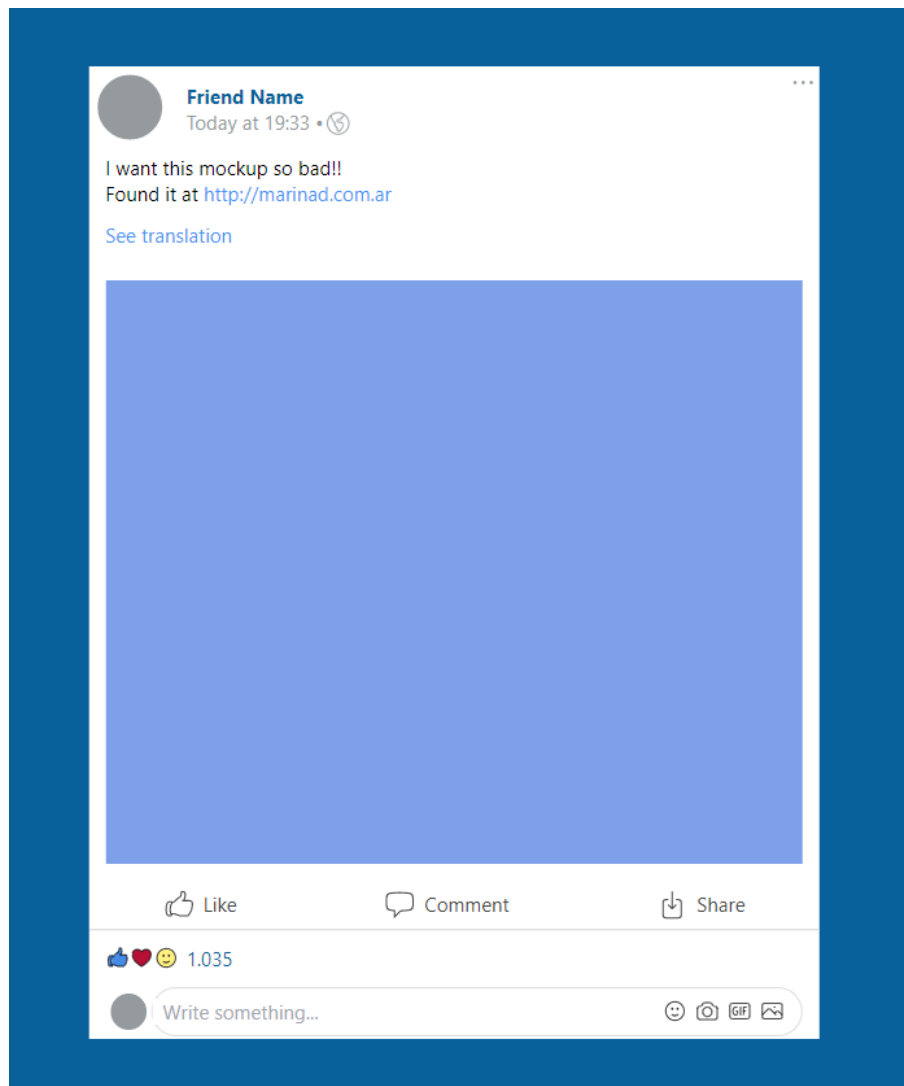 Friend Name
Today at 19:33 •
I want this mockup so bad!!
Found it at http://marinad.com.ar
See translation
Like
Comment
Share
1.035
Write something...
GIF